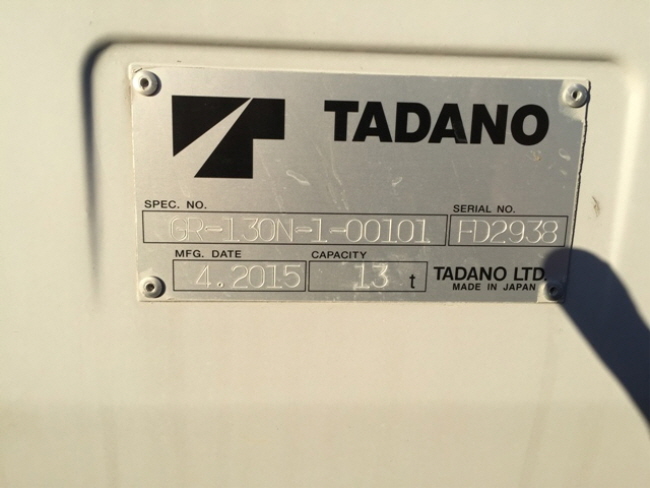 TADANO
SPEC. NO. SERIAL NO.
GR-130N-1-00101 FD2938
MFG. DATE CAPACITY
4.2015 13 t TADANO LTD.
MADE IN JAPAN